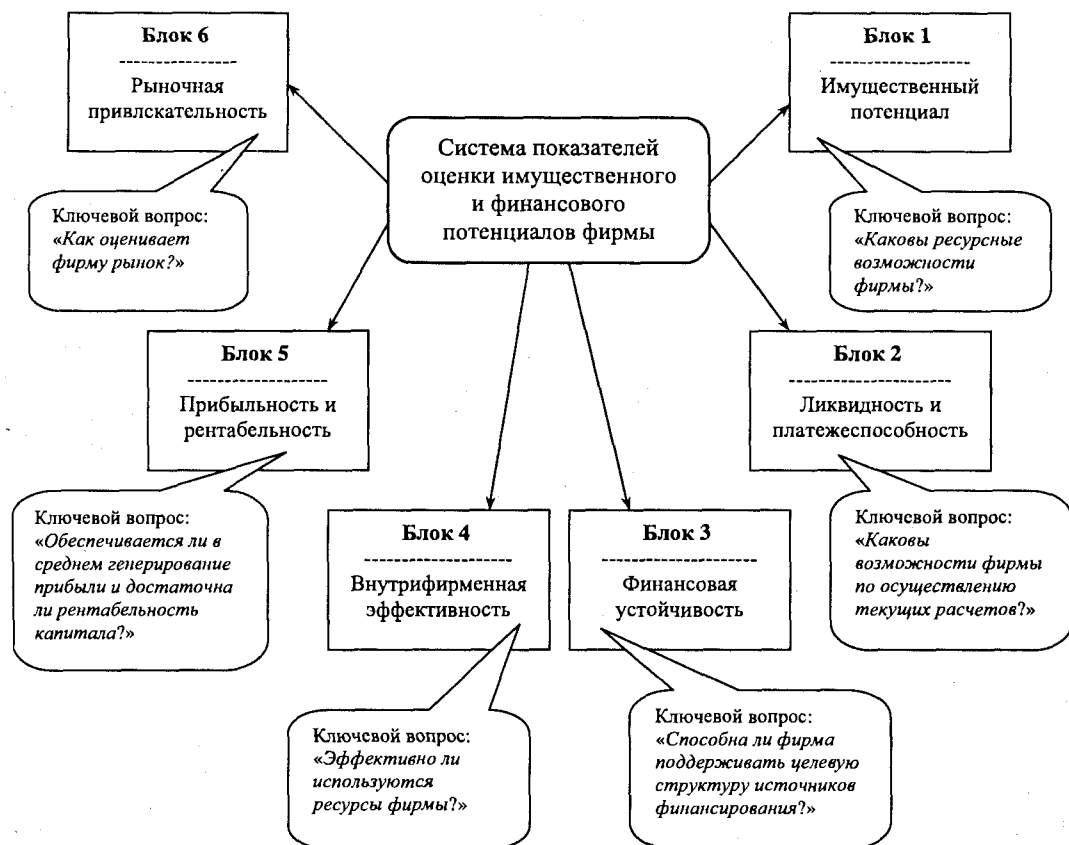 Блок 6
Рыночная
привлскательность
Ключевой вопрос:
«Как оценивает
фирму рынок?»
Блок 1
Имущественный
потенциал
Ключевой вопрос:
«Каковы ресурсные
возможности
фирмы?»
Система показателей
оценки имущественного
и финансового
потенциалов фирмы
Блок 5
Прибыльность и
рентабельность
Ключевой вопрос:
«Обеспечивается ли в
среднем генерирование
прибыли и достаточна
ли рентабельность
капитала?»
Блок 2
Ликвидность и
платежеспособность
Ключевой вопрос:
«Каковы
возможности фирмы
по осуществлению
текущих расчетов?»
Блок 4
Внутрифирменная
эффективность
Ключевой вопрос:
«Эффективно ли
используются
ресурсы фирмы?»
Блок 3
Финансовая
устойчивость
Ключевой вопрос:
«Способна ли фирма
поддерживать целевую
структуру источников
финансирования?»